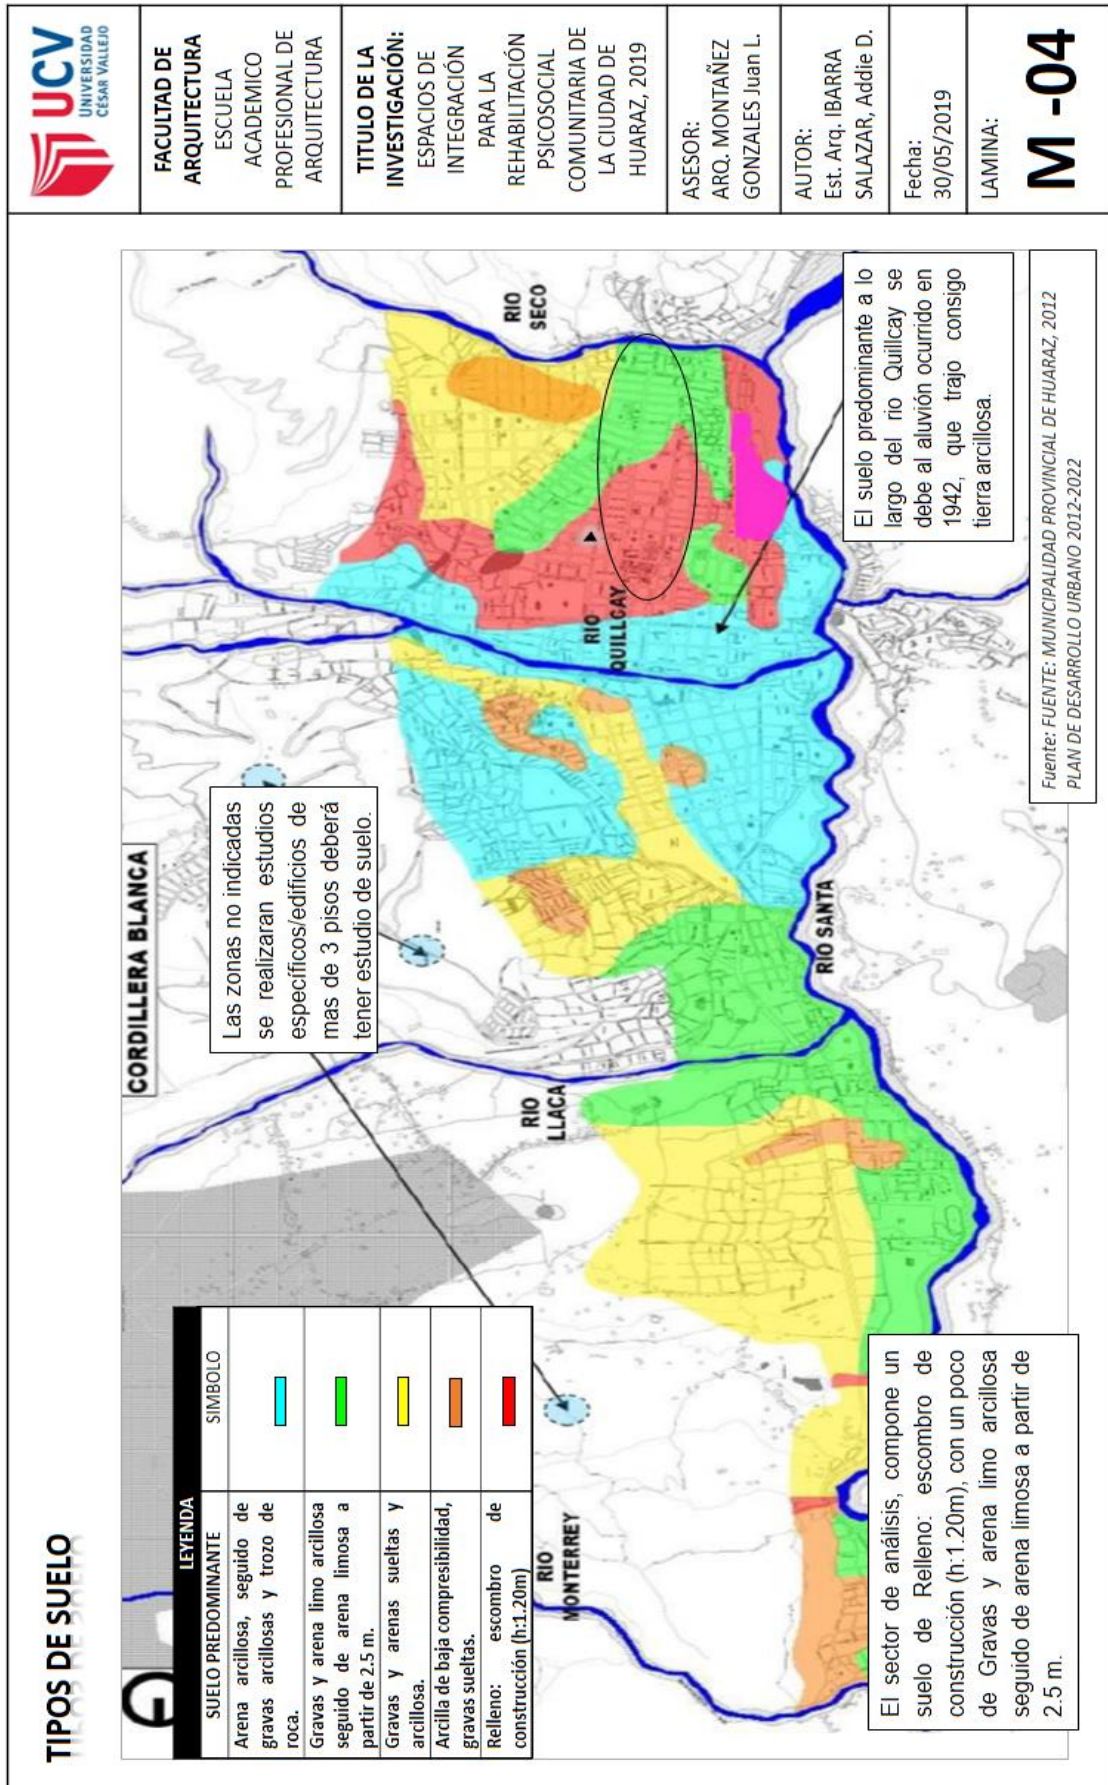 TIPOS DE SUELO
LEYENDA
SUELO PREDOMINANTE
SIMBOLO
Arena arcillosa, seguido de
gravas arcillosas y trozo de
roca.
Gravas y arena limo arcillosa
seguido de arena limosa a
partir de 2.5 m.
Gravas y arenas sueltas y
arcillosa.
Arcilla de baja compresibilidad,
gravas sueltas.
Relleno: escombro de
construcción (h:1.20m)
CORDILLERA BLANCA
Las zonas no indicadas
se realizaran estudios
específicos/edificios de
mas de 3 pisos deberá
tener estudio de suelo.
RIO
MONTERREY
RIO
LLACA
RIO SANTA
RIO
QUILLCAY
RIO
SECO
El sector de análisis, compone un
suelo de Relleno: escombro de
construcción (h:1.20m), con un poco
de Gravas y arena limo arcillosa
seguido de arena limosa a partir de
2.5 m.
El suelo predominante a lo
largo del rio Quillcay se
debe al aluvión ocurrido en
1942, que trajo consigo
tierra arcillosa.
Fuente: FUENTE: MUNICIPALIDAD PROVINCIAL DE HUARAZ, 2012
PLAN DE DESARROLLO URBANO 2012-2022
UCV
UNIVERSIDAD
CÉSAR VALLEJO
FACULTAD DE
ARQUITECTURA
ESCUELA
ACADEMICO
PROFESIONAL DE
ARQUITECTURA
TITULO DE LA
INVESTIGACIÓN:
ESPACIOS DE
INTEGRACIÓN
PARA LA
REHABILITACIÓN
PSICOSOCIAL
COMUNITARIA DE
LA CIUDAD DE
HUARAZ, 2019
ASESOR:
ARQ. MONTAÑEZ
GONZALES Juan L.
AUTOR:
Est. Arq. IBARRA
SALAZAR, Addie D.
Fecha:
30/05/2019
LAMINA:
M -04